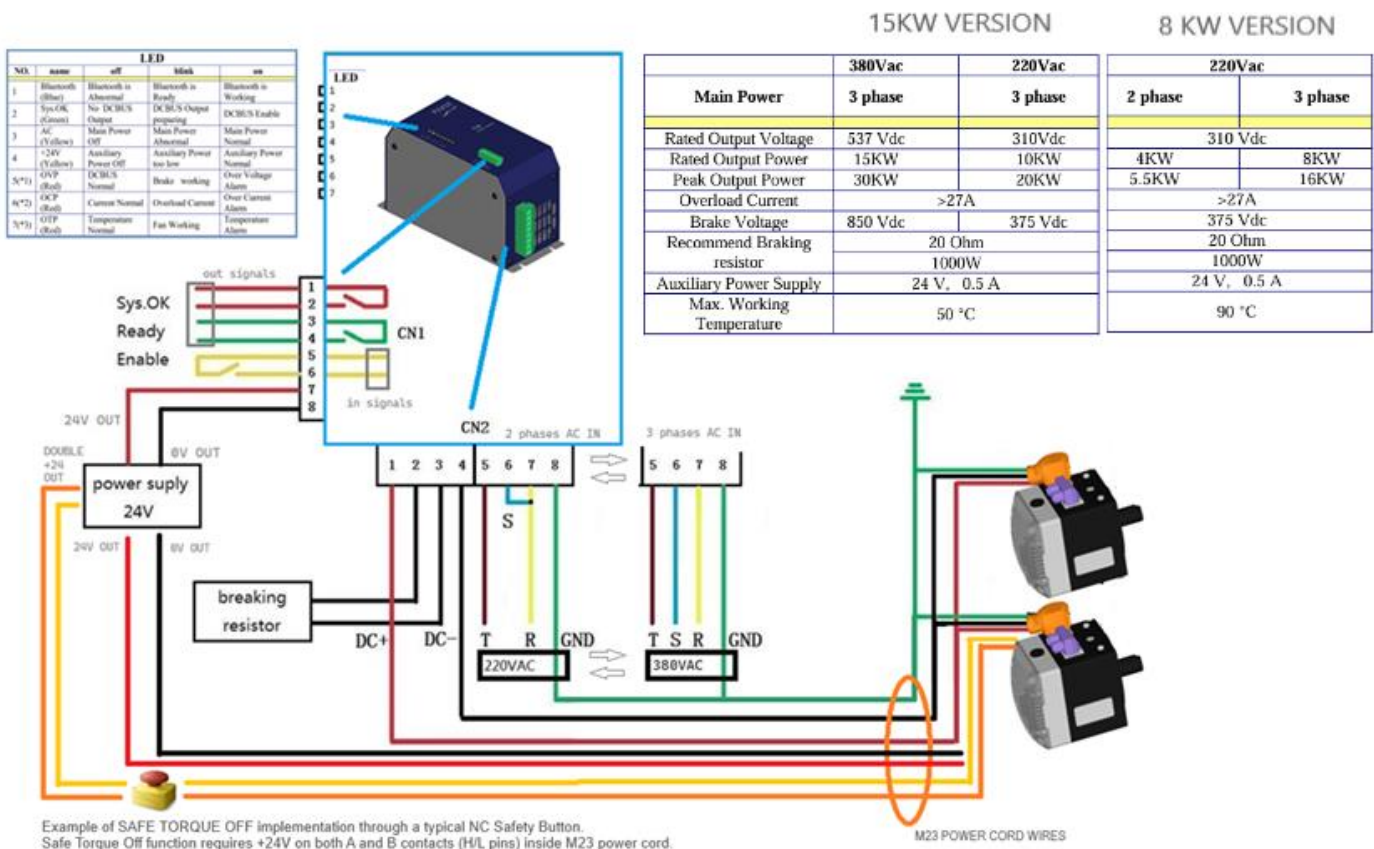 15KW VERSION
8 KW VERSION
LED
NO. name off blink on
1 Bluetooth (Blue) Bluetooth is Abnormal Bluetooth is Ready Bluetooth is Working
2 Sys.OK (Green) No DCBUS Output DCBUS Output preparing DCBUS Enable
3 AC (Yellow) Main Power Off Main Power Abnormal Main Power Normal
4 +24V (Yellow) Auxiliary Power Off Auxiliary Power too low Auxiliary Power Normal
5(*1) OVP (Red) DCBUS Normal Brake working Over Voltage Alarm
6(*2) OCP (Red) Current Normal Overload Current Over Current Alarm
7(*3) OTP (Red) Temperature Normal Fan Working Temperature Alarm
LED
1
2
3
4
5
6
7
380Vac 220Vac
Main Power 3 phase 3 phase
Rated Output Voltage 537 Vdc 310Vdc
Rated Output Power 15KW 10KW
Peak Output Power 30KW 20KW
Overload Current >27A
Brake Voltage 850 Vdc 375 Vdc
Recommend Braking resistor 20 Ohm
1000W
Auxiliary Power Supply 24 V, 0.5 A
Max. Working Temperature 50 °C
220Vac
2 phase 3 phase
310 Vdc
4KW 8KW
5.5KW 16KW
>27A
375 Vdc
20 Ohm
1000W
24 V, 0.5 A
90 °C
out signals
Sys.OK
Ready
Enable
1
2
3
4
5
6
7
8
CN1
in signals
24V OUT
0V OUT
DOUBLE
+24
OUT
power suply
24V
24V OUT
0V OUT
CN2
2 phases AC IN
3 phases AC IN
1 2 3 4 5 6 7 8
5 6 7 8
S
breaking
resistor
DC+ DC- T R GND
T S R GND
220VAC
380VAC
Example of SAFE TORQUE OFF implementation through a typical NC Safety Button.
Safe Torque Off function requires +24V on both A and B contacts (H/L pins) inside M23 power cord.
M23 POWER CORD WIRES